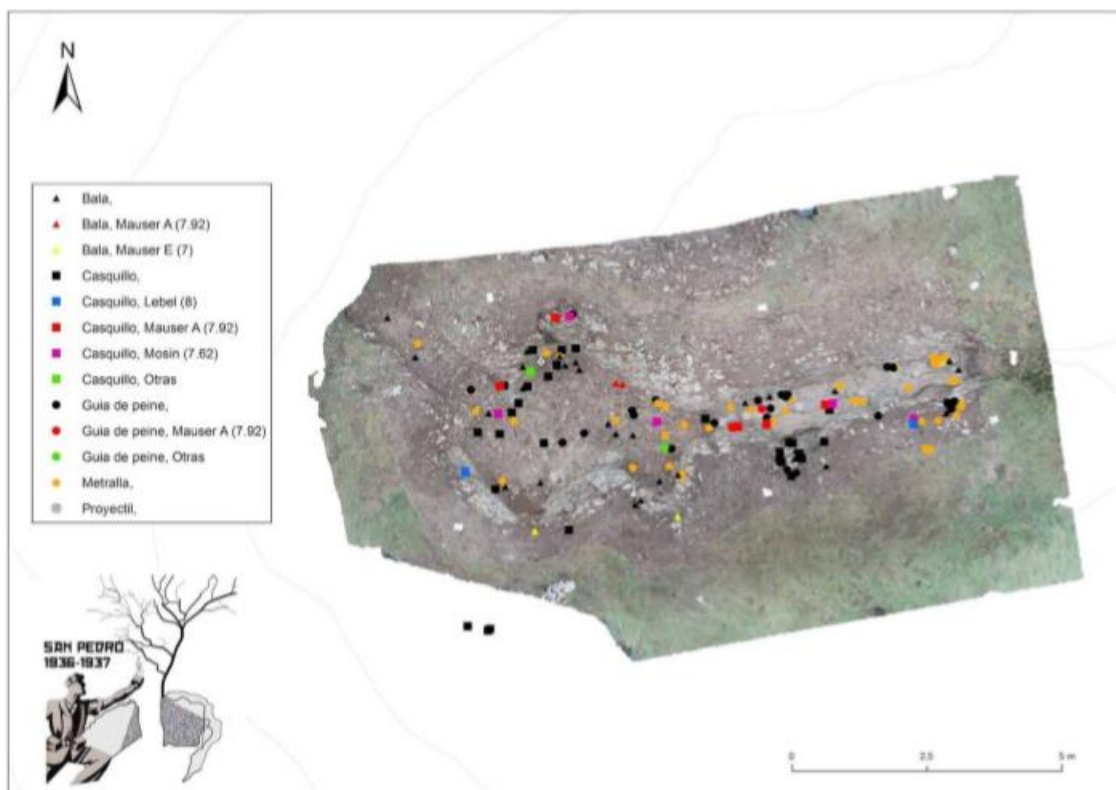 N
Bala,
Bala, Mauser A (7.92)
Bala, Mauser E (7)
Casquillo,
Casquillo, Lebel (8)
Casquillo, Mauser A (7.92)
Casquillo, Mosin (7.62)
Casquillo, Otras
Guia de peine,
Guia de peine, Mauser A (7.92)
Guia de peine, Otras
Metralla,
Proyectil,
SAN PEDRO
1936-1937
0 2.5 5 m